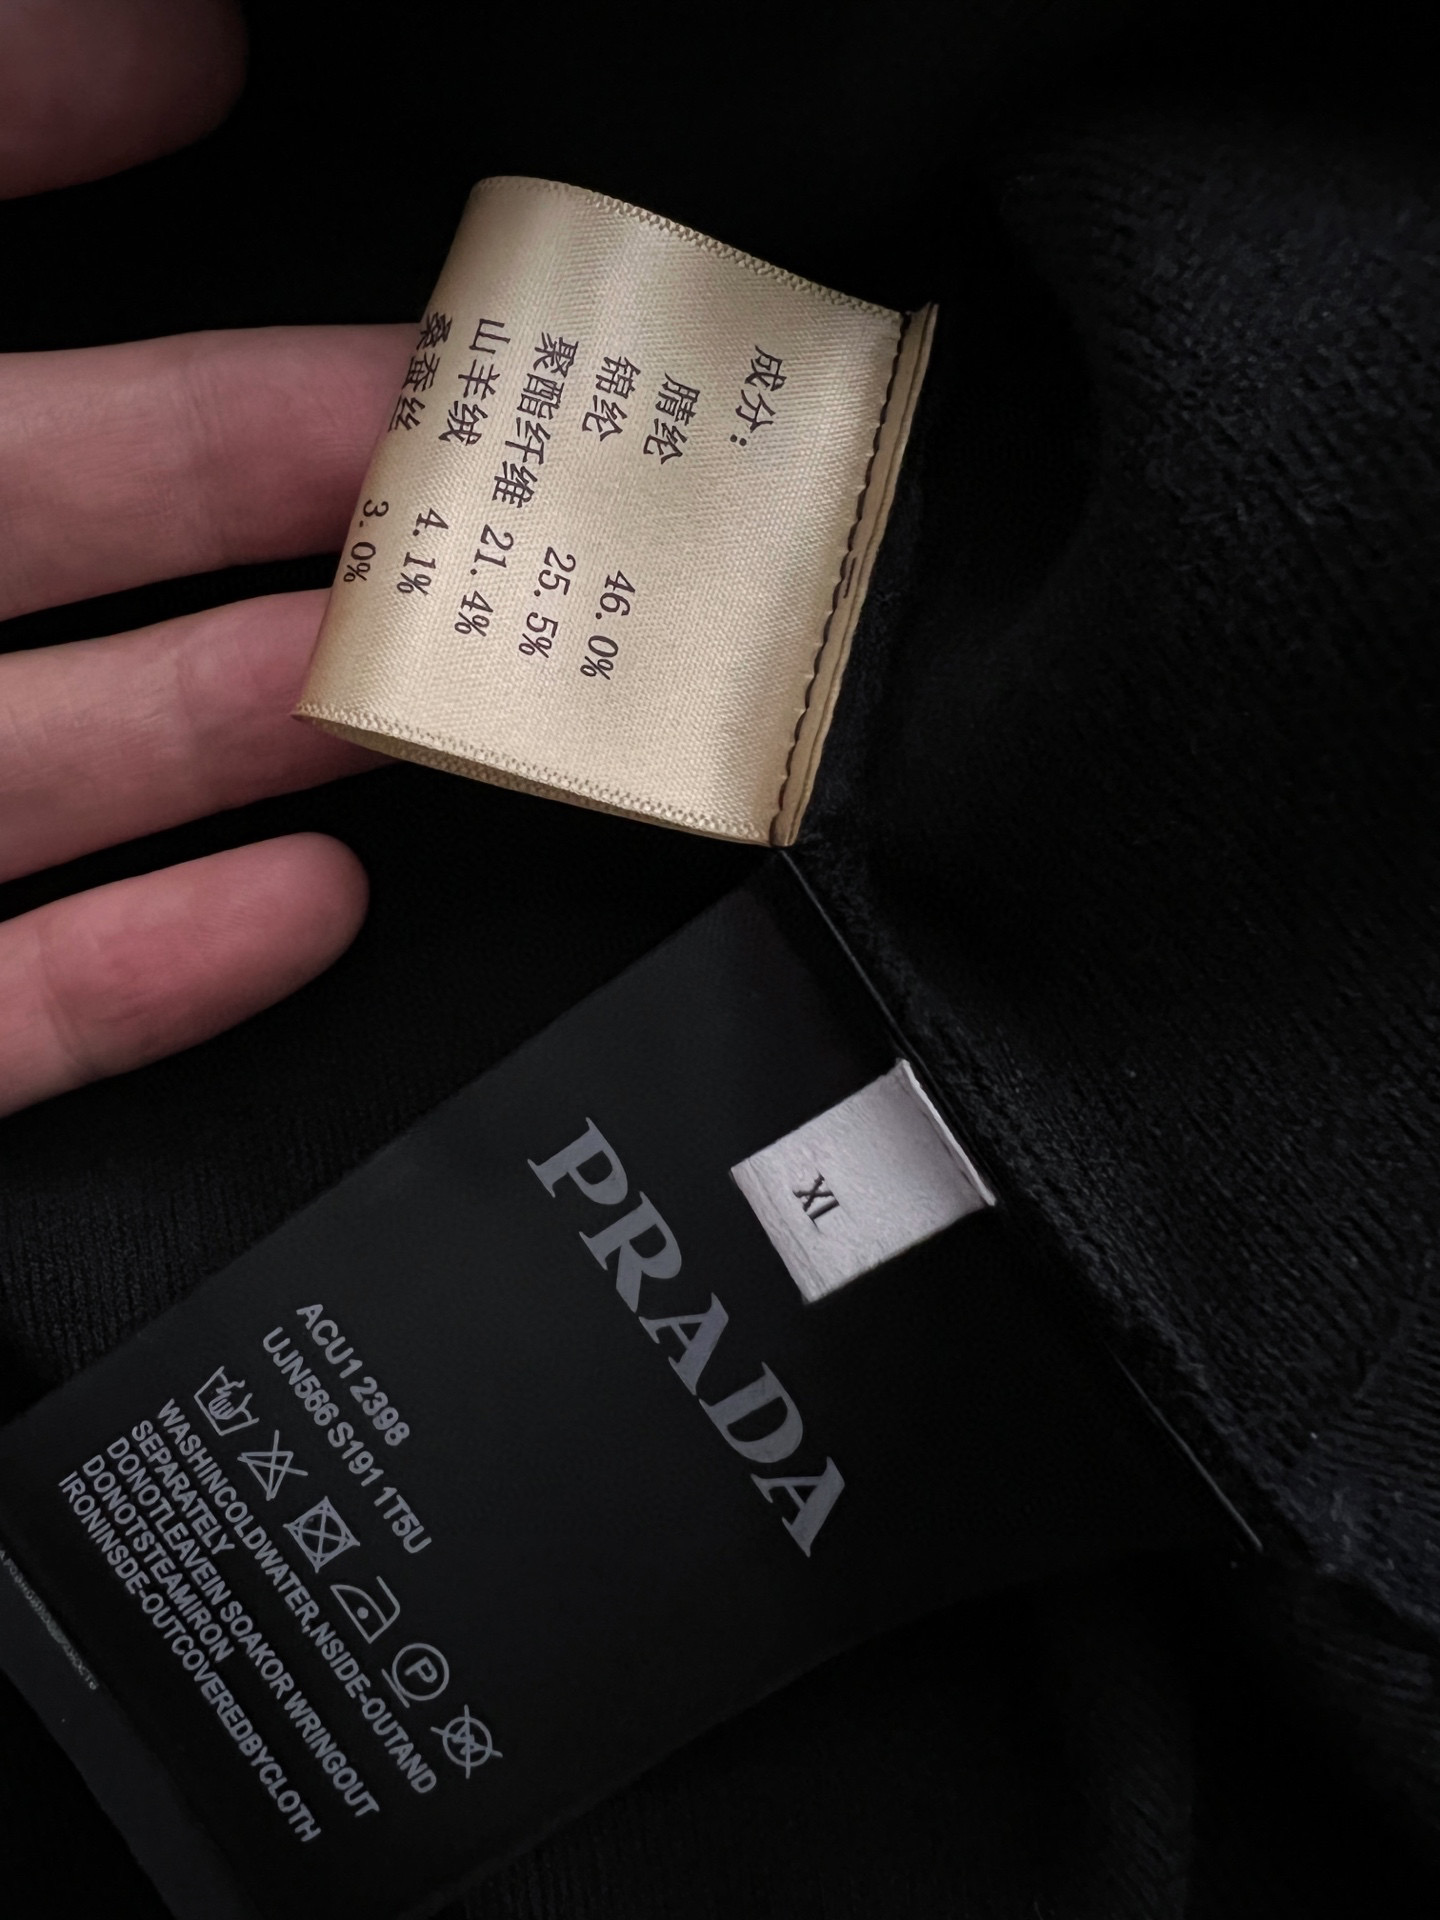 成分：
腈纶 46.0%
锦纶 25.5%
聚酯纤维 21.4%
山羊绒 4.1%
桑蚕丝 3.0%
XL
PRADA
ACU1 2398
UJN566 S191 1T5U
P
W
WASHINCOLDWATER,NSIDE-OUTAND
SEPARATELY
DONOTLEAVEIN SOAKOR WRINGOUT
DONOTSTEAMIRON
IRONINSDE-OUTCOVEREDBYCLOTH